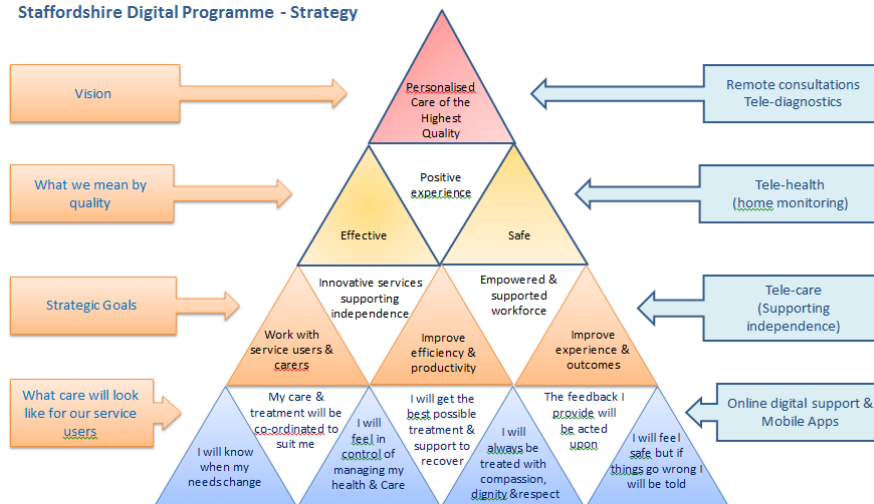 Staffordshire Digital Programme - Strategy
Vision
Personalised
Care of the
Highest
Quality
Remote consultations
Tele-diagnostics
What we mean by
quality
Effective
Positive
experience
Safe
Tele-health
(home monitoring)
Strategic Goals
Work with
service users &
carers
Innovative services
supporting
independence
Improve
efficiency &
productivity
Empowered &
supported
workforce
Improve
experience &
outcomes
Tele-care
(Supporting
independence)
What care will look
like for our service
users
I will know
when my
needs change
My care &
treatment will be
co-ordinated to
suit me
I will
feel in
control of
managing my
health & Care
I will get the
best possible
treatment &
support to
recover
I will
always be
treated with
compassion,
dignity & respect
The feedback I
provide will
be acted
upon
I will feel
safe but if
things go wrong I
will be told
Online digital support &
Mobile Apps